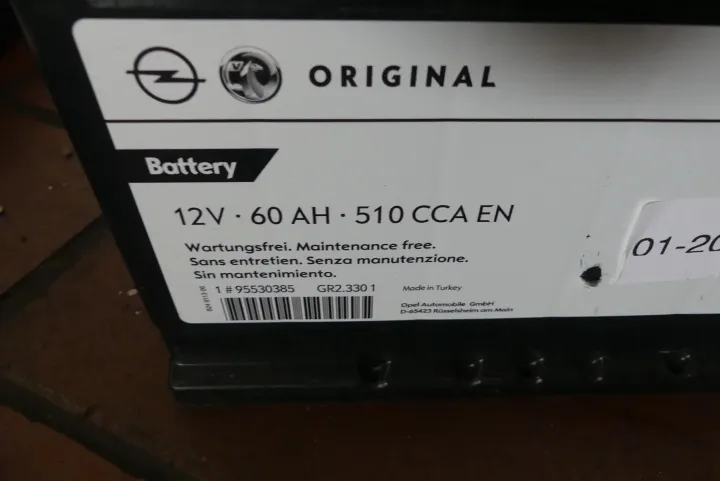 ORIGINAL
Battery
12V · 60 AH · 510 CCA EN
Wartungsfrei. Maintenance free.
Sans entretien. Senza manutenzione.
Sin mantenimiento.
1 # 95530385 GR2.330 1 Made in Turkey
Opel Automobile GmbH
D-65423 Rüsselsheim am Main
01-20